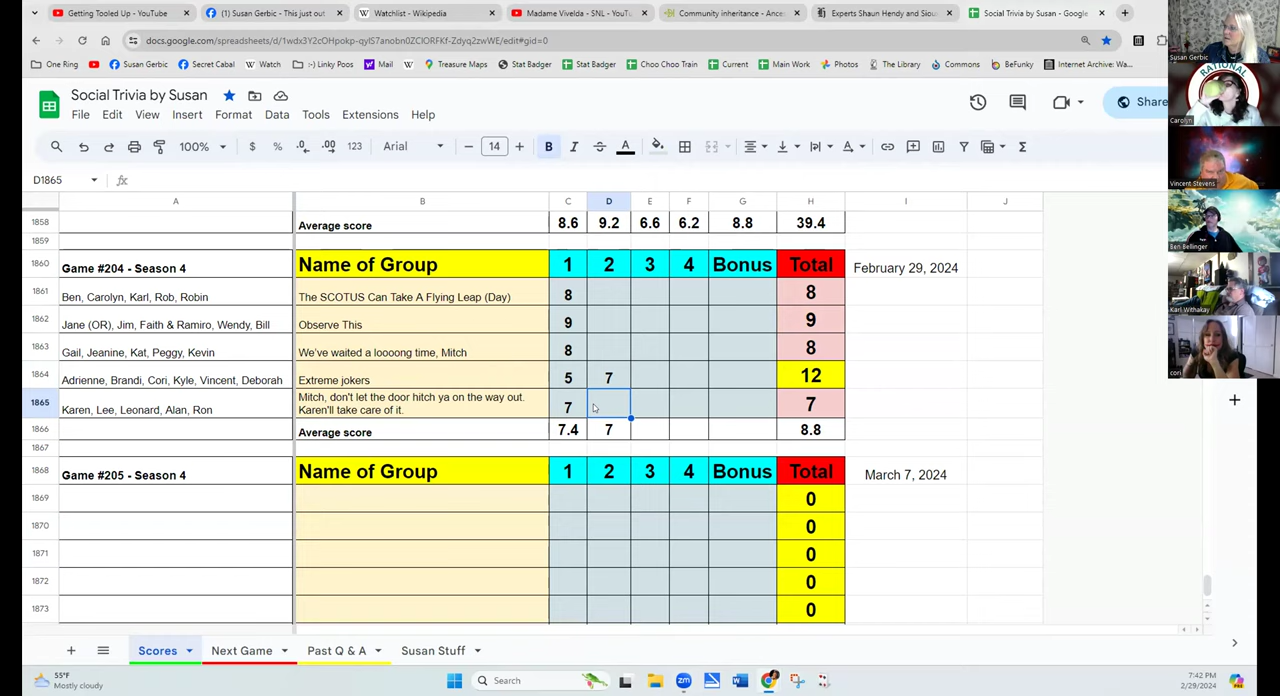 Getting Tooled Up - YouTube
(1) Susan Gerbic - This just out
Watchlist - Wikipedia
Madame Vivelda - SNL - YouTu
Community inheritance - Ances
Experts Shaun Hendy and Sious
Social Trivia by Susan - Google
docs.google.com/spreadsheets/d/1wdx3Y2cOHpokp-qyIS7anobn0ZClORFKf-Zdyq2zwWE/edit#gid=0
One Ring
Susan Gerbic
Secret Cabal
Watch
:-) Linky Poos
Mail
Treasure Maps
Stat Badger
Stat Badger
Choo Choo Train
Current
Main Work
Photos
The Library
Commons
BeFunky
Internet Archive: Wa...
Social Trivia by Susan
File Edit View Insert Format Data Tools Extensions Help
Share
100% $ % .0 .00 123 Arial 14 B I A
D1865 fx
A B C D E F G H I J
1858 Average score 8.6 9.2 6.6 6.2 8.8 39.4
1859
1860 Game #204 - Season 4 Name of Group 1 2 3 4 Bonus Total February 29, 2024
1861 Ben, Carolyn, Karl, Rob, Robin The SCOTUS Can Take A Flying Leap (Day) 8 8
1862 Jane (OR), Jim, Faith & Ramiro, Wendy, Bill Observe This 9 9
1863 Gail, Jeanine, Kat, Peggy, Kevin We've waited a loooong time, Mitch 8 8
1864 Adrienne, Brandi, Cori, Kyle, Vincent, Deborah Extreme jokers 5 7 12
Mitch, don't let the door hitch ya on the way out.
1865 Karen, Lee, Leonard, Alan, Ron Karen'll take care of it. 7 7
1866 Average score 7.4 7 8.8
1867
1868 Game #205 - Season 4 Name of Group 1 2 3 4 Bonus Total March 7, 2024
1869 0
1870 0
1871 0
1872 0
1873 0
Scores Next Game Past Q & A Susan Stuff
55°F
Mostly cloudy
Search
7:42 PM
2/29/2024
Susan Gerbic
RATIONAL
Carolyn
Vincent Stevens
Ben Bellinger
Karl Withakay
cori